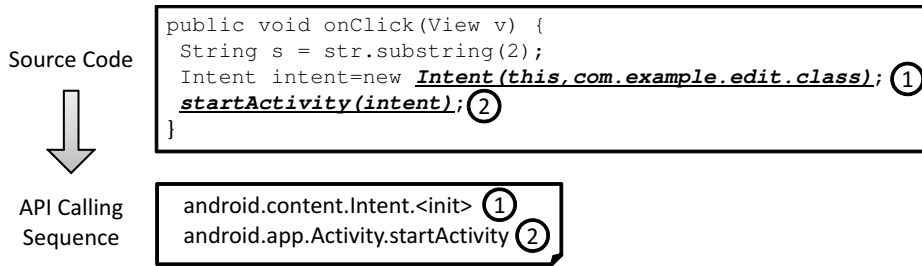 Source Code
public void onClick(View v) {
String s = str.substring(2);
Intent intent=new Intent(this,com.example.edit.class); 1
startActivity(intent); 2
}
API Calling
Sequence
android.content.Intent.<init> 1
android.app.Activity.startActivity 2